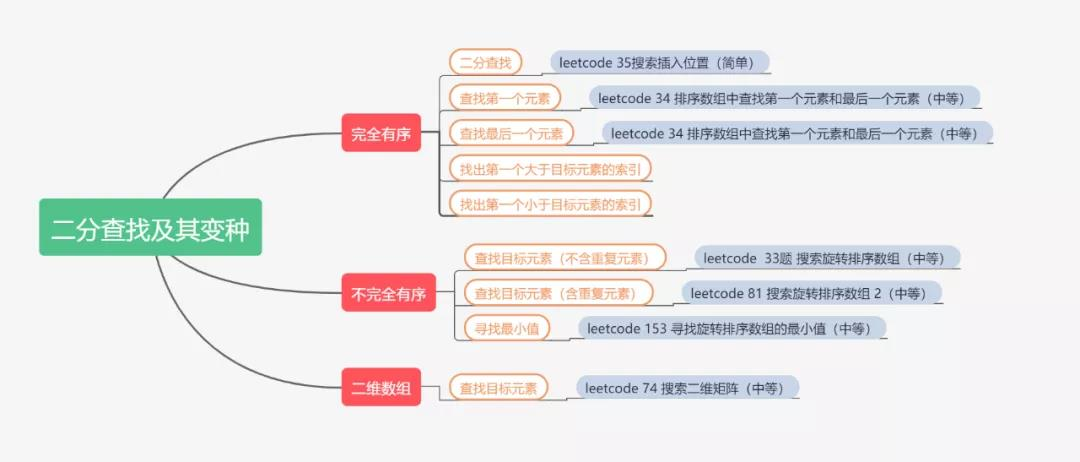 二分查找及其变种
完全有序
二分查找
leetcode 35搜索插入位置（简单）
查找第一个元素
leetcode 34 排序数组中查找第一个元素和最后一个元素（中等）
查找最后一个元素
leetcode 34 排序数组中查找第一个元素和最后一个元素（中等）
找出第一个大于目标元素的索引
找出第一个小于目标元素的索引
不完全有序
查找目标元素（不含重复元素）
leetcode 33题 搜索旋转排序数组（中等）
查找目标元素（含重复元素）
leetcode 81 搜索旋转排序数组 2（中等）
寻找最小值
leetcode 153 寻找旋转排序数组的最小值（中等）
二维数组
查找目标元素
leetcode 74 搜索二维矩阵（中等）